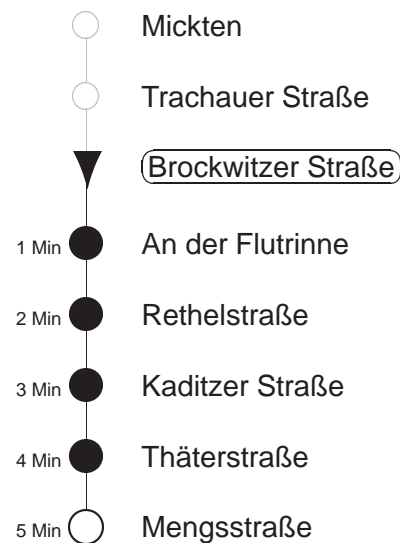 Mickten
Trachauer Straße
Brockwitzer Straße
1 Min An der Flutrinne
2 Min Rethelstraße
3 Min Kaditzer Straße
4 Min Thäterstraße
5 Min Mengsstraße